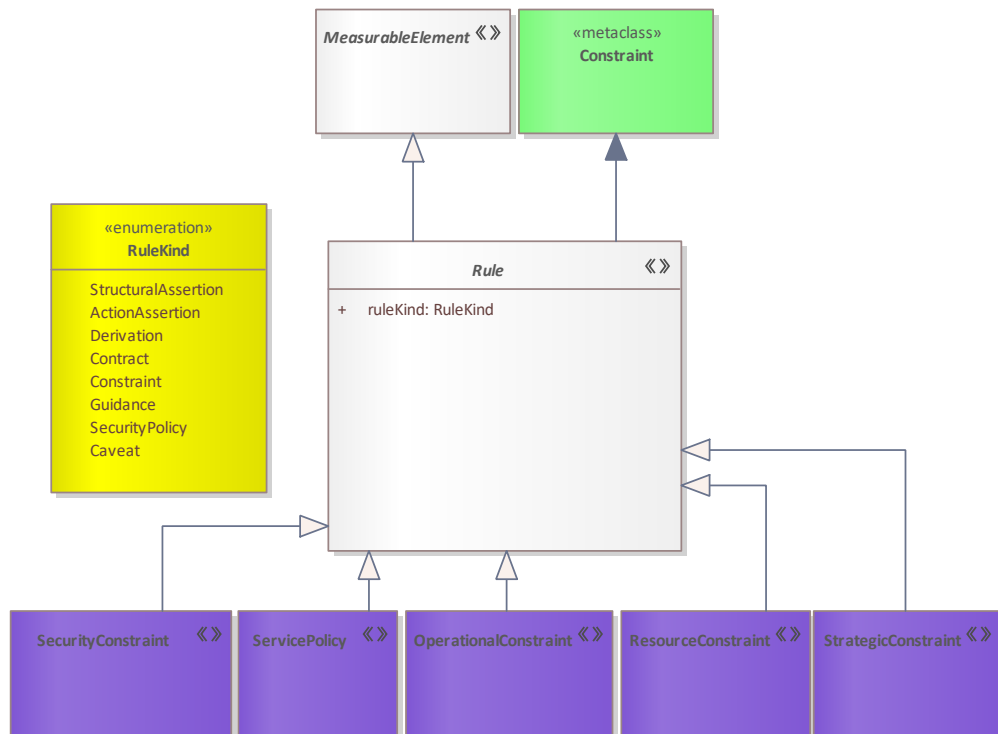 MeasurableElement «»
«metaclass»
Constraint
«enumeration»
RuleKind
StructuralAssertion
ActionAssertion
Derivation
Contract
Constraint
Guidance
SecurityPolicy
Caveat
Rule «»
+ ruleKind: RuleKind
SecurityConstraint «»
ServicePolicy «»
OperationalConstraint «»
ResourceConstraint «»
StrategicConstraint «»